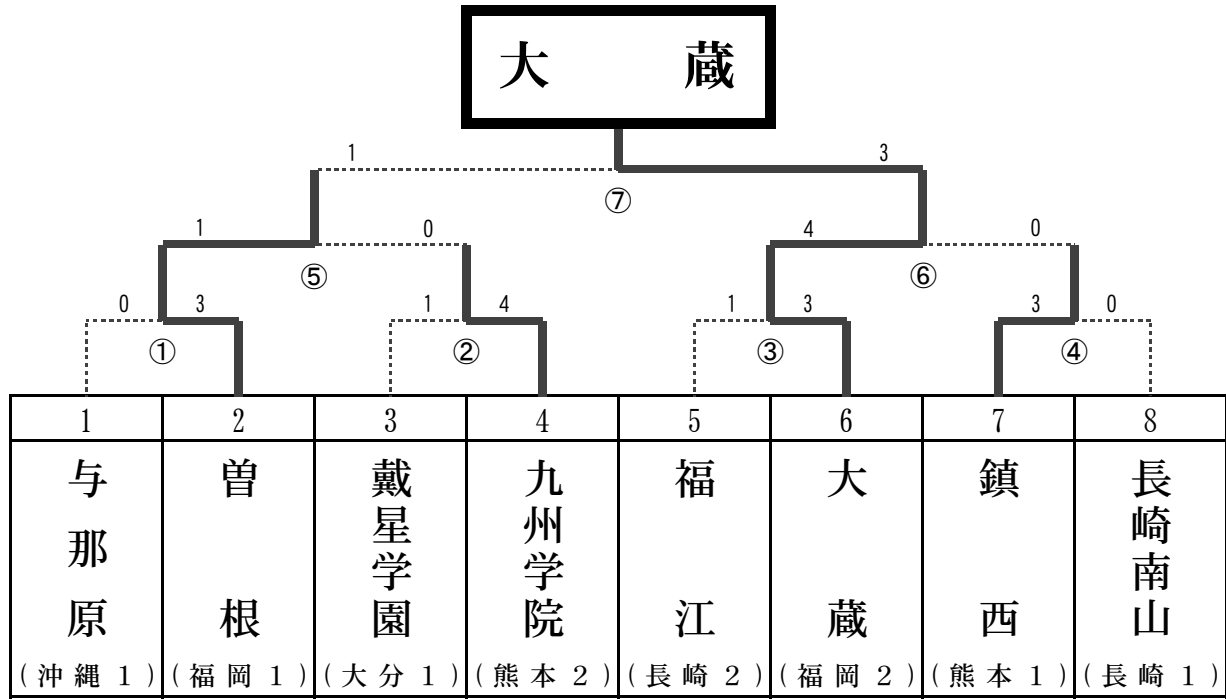 大蔵
1 3
⑦
1 0 4 0
⑤ ⑥
0 3 1 4 1 3 3 0
① ② ③ ④
1 2 3 4 5 6 7 8
与那原 曽根 戴星学園 九州学院 福江 大蔵 鎮西 長崎南山
(沖縄1) (福岡1) (大分1) (熊本2) (長崎2) (福岡2) (熊本1) (長崎1)